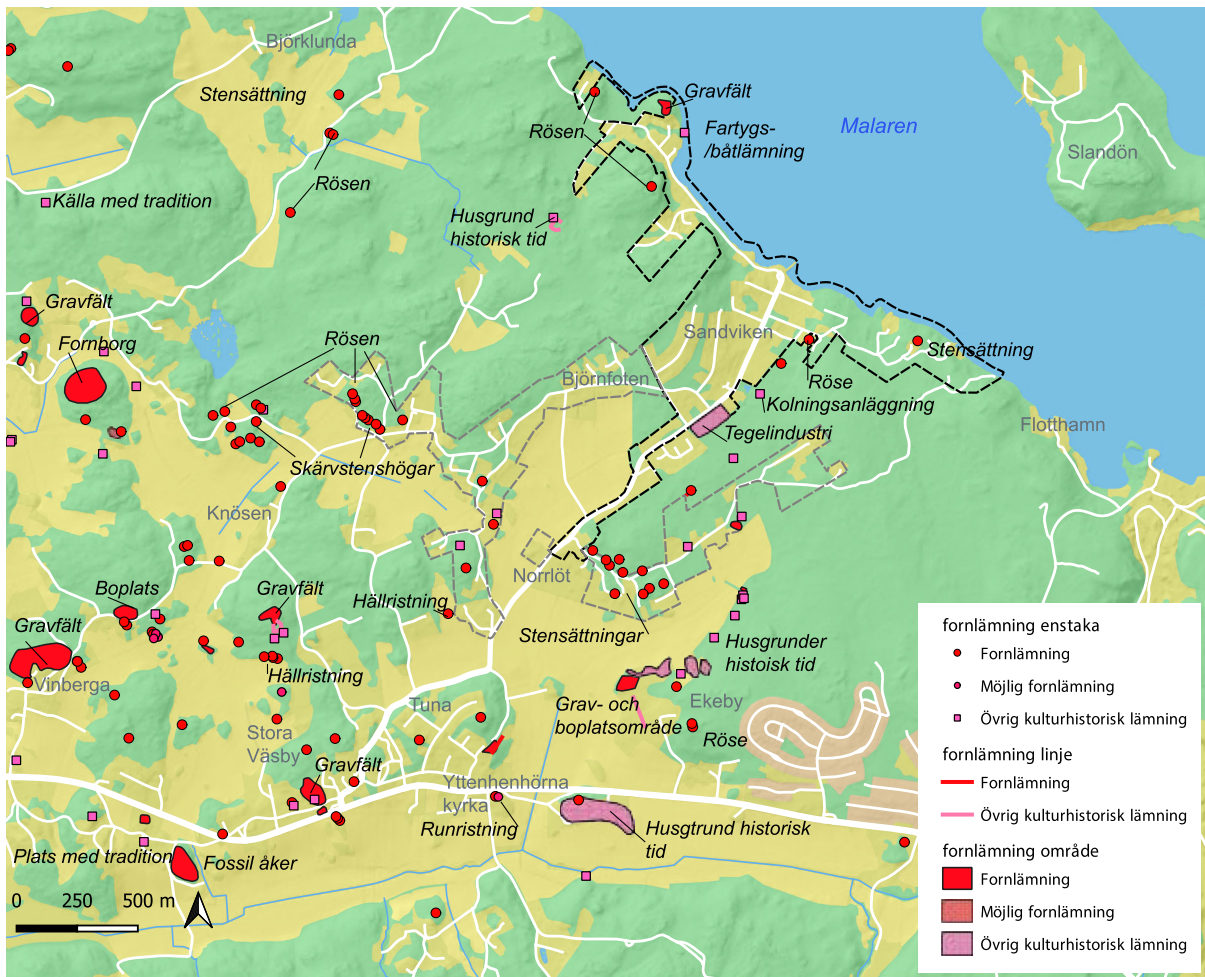 Björklunda
Stensättning
Gravfält
Rösen
Fartygs-
/båtlämning
Malaren
Slandön
Rösen
Källa med tradition
Husgrund
historisk tid
Gravfält
Fornborg
Rösen
Sandviken
Stensättning
Björnfoten
Röse
Kolningsanläggning
Tegelindustri
Flotthamn
Skärvstenshögar
Knösen
Norrlöt
Boplats
Gravfält
Hällristning
Stensättningar
Gravfält
Husgrunder
histoisk tid
Vinberga
Hällristning
Tuna
Grav- och
boplatsområde
Ekeby
Stora
Väsby
Röse
Gravfält
Yttenhenhörna
kyrka
Runristning
Husgtrund historisk
tid
Plats med tradition
Fossil åker
0 250 500 m
fornlämning enstaka
Fornlämning
Möjlig fornlämning
Övrig kulturhistorisk lämning
fornlämning linje
Fornlämning
Övrig kulturhistorisk lämning
fornlämning område
Fornlämning
Möjlig fornlämning
Övrig kulturhistorisk lämning